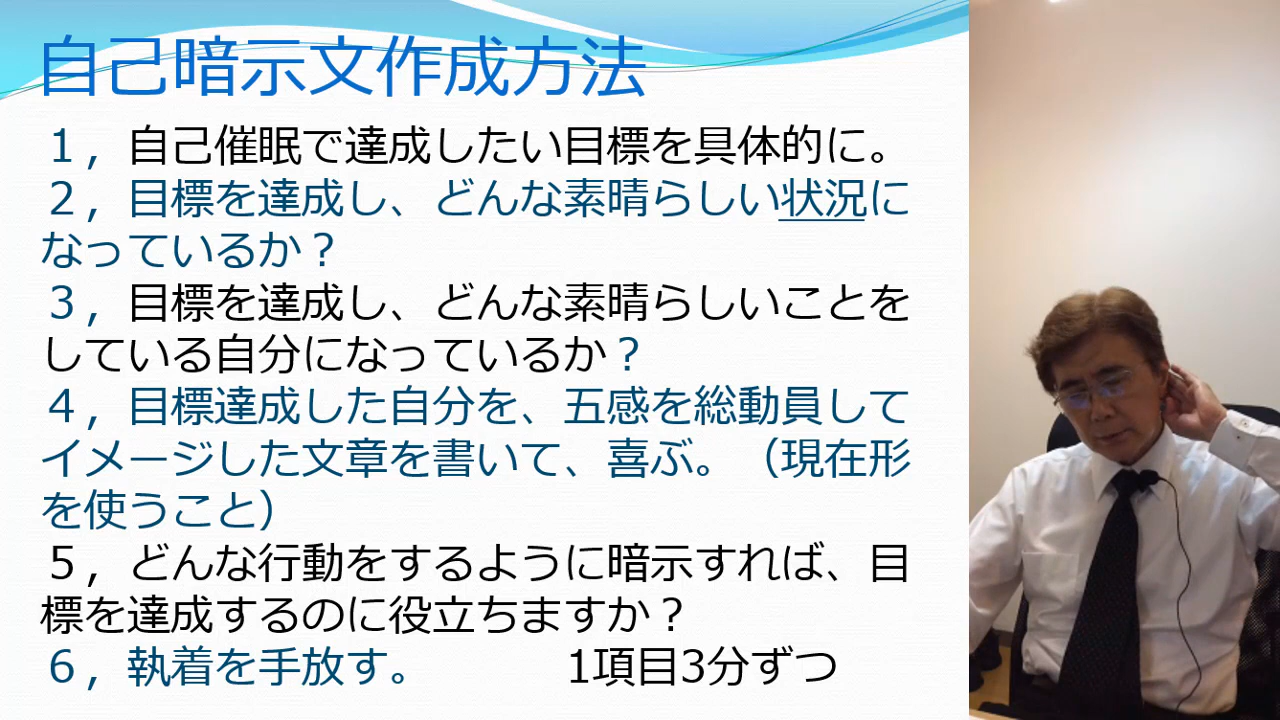 自己暗示文作成方法
１，自己催眠で達成したい目標を具体的に。
２，目標を達成し、どんな素晴らしい状況に
なっているか？
３，目標を達成し、どんな素晴らしいことを
している自分になっているか？
４，目標達成した自分を、五感を総動員して
イメージした文章を書いて、喜ぶ。（現在形
を使うこと）
５，どんな行動をするように暗示すれば、目
標を達成するのに役立ちますか？
６，執着を手放す。　　　1項目3分ずつ